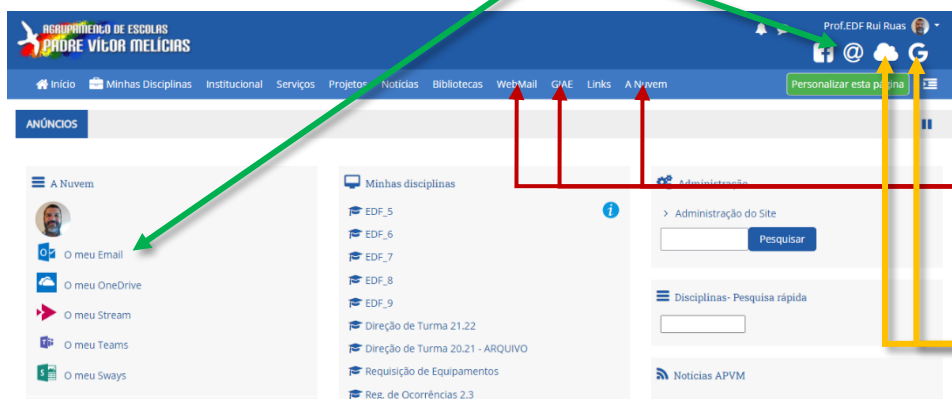 AGRUPAMENTO DE ESCOLAS
PADRE VÍTOR MELÍCIAS
Prof.EDF Rui Ruas
Início Minhas Disciplinas Institucional Serviços Projetos Notícias Bibliotecas WebMail GIAE Links A Nuvem
Personalizar esta página
ANÚNCIOS
A Nuvem
O meu Email
O meu OneDrive
O meu Stream
O meu Teams
O meu Sways
Minhas disciplinas
EDF_5
EDF_6
EDF_7
EDF_8
EDF_9
Direção de Turma 21.22
Direção de Turma 20.21 - ARQUIVO
Requisição de Equipamentos
Reg. de Ocorrências 2.3
Administração
Administração do Site
Pesquisar
Disciplinas- Pesquisa rápida
Noticias APVM